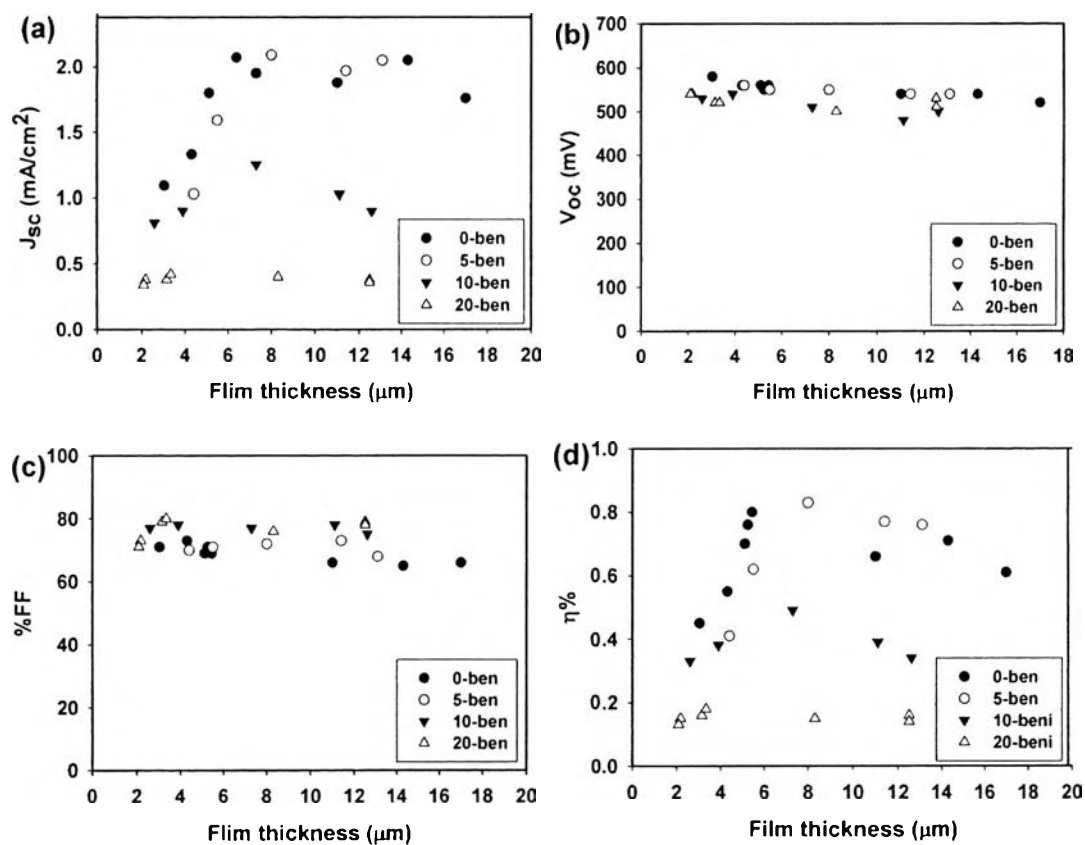 (a)
2.0
1.5
1.0
0.5
0.0
Jsc (mA/cm²)
0-ben
5-ben
10-ben
20-ben
0 2 4 6 8 10 12 14 16 18 20
Flim thickness (μm)
(b)
700
600
500
400
300
200
100
0
Voc (mV)
0-ben
5-ben
10-ben
20-ben
0 2 4 6 8 10 12 14 16 18
Film thickness (μm)
(c)
100
80
60
40
20
0
%FF
0-ben
5-ben
10-ben
20-ben
0 2 4 6 8 10 12 14 16 18 20
Flim thickness (μm)
(d)
1.0
0.8
0.6
0.4
0.2
0.0
η%
0-ben
5-ben
10-beni
20-beni
0 2 4 6 8 10 12 14 16 18 20
Film thickness (μm)